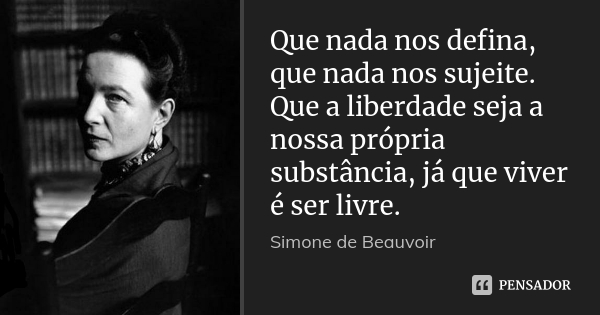 Que nada nos defina,
que nada nos sujeite.
Que a liberdade seja a
nossa própria
substância, já que viver
é ser livre.
Simone de Beauvoir
PENSADOR